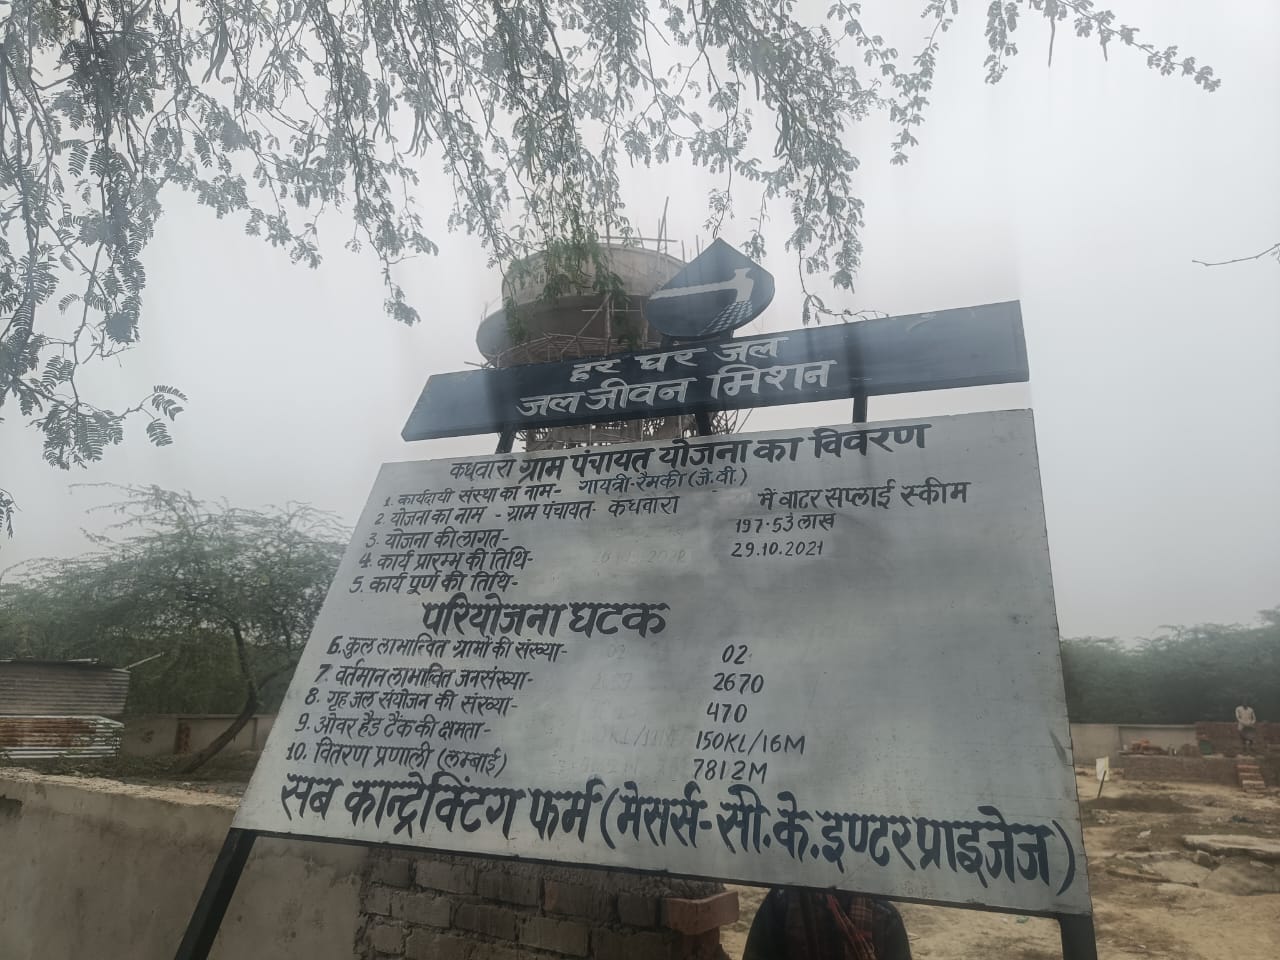 हर घर जल
जल जीवन मिशन
कधवारा ग्राम पंचायत योजना का विवरण
1. कार्यदायी संस्था का नाम- गायत्री-रैमकी (जे.वी.)
2. योजना का नाम - ग्राम पंचायत- कधवारा में वाटर सप्लाई स्कीम
3. योजना की लागत- 197.53 लाख
4. कार्य प्रारम्भ की तिथि- 29.10.2021
5. कार्य पूर्ण की तिथि-
परियोजना घटक
6. कुल लाभान्वित ग्रामों की संख्या- 02
7. वर्तमान लाभान्वित जनसंख्या- 2670
8. गृह जल संयोजन की संख्या- 470
9. ओवर हैड टैंक की क्षमता- 150KL/16M
10. वितरण प्रणाली (लम्बाई) 7812M
सब कान्ट्रेक्टिंग फर्म (मेसर्स-सी.के.इण्टरप्राइजेज)